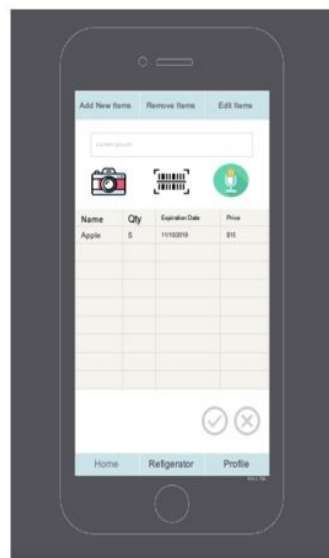 Add New Items Remove Items Edit Items
Lorem ipsum
Name Qty Expiration Date Price
Apple 5 11/10/2019 $10
Home Refigerator Profile